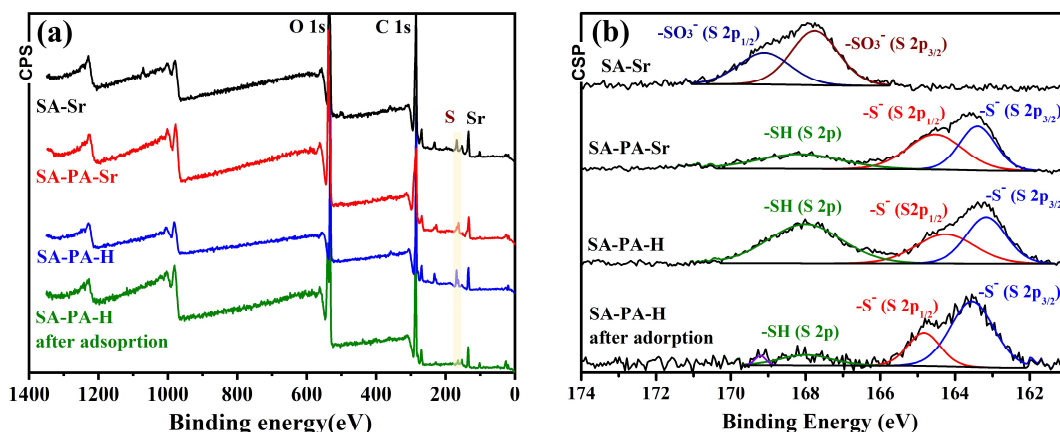 (a)
O 1s
C 1s
CPS
SA-Sr
S
Sr
SA-PA-Sr
SA-PA-H
SA-PA-H
after adsoprtion
1400 1200 1000 800 600 400 200 0
Binding energy(eV)
(b)
-SO₃⁻ (S 2p₁/₂)
-SO₃⁻ (S 2p₃/₂)
CSP
SA-Sr
-S⁻ (S 2p₁/₂)
-S⁻ (S 2p₃/₂)
-SH (S 2p)
SA-PA-Sr
-S⁻ (S2p₁/₂)
-S⁻ (S 2p₃/₂)
-SH (S 2p)
SA-PA-H
-S⁻ (S 2p₁/₂)
-S⁻ (S 2p₃/₂)
SA-PA-H
after adorption
-SH (S 2p)
174 172 170 168 166 164 162
Binding Energy (eV)